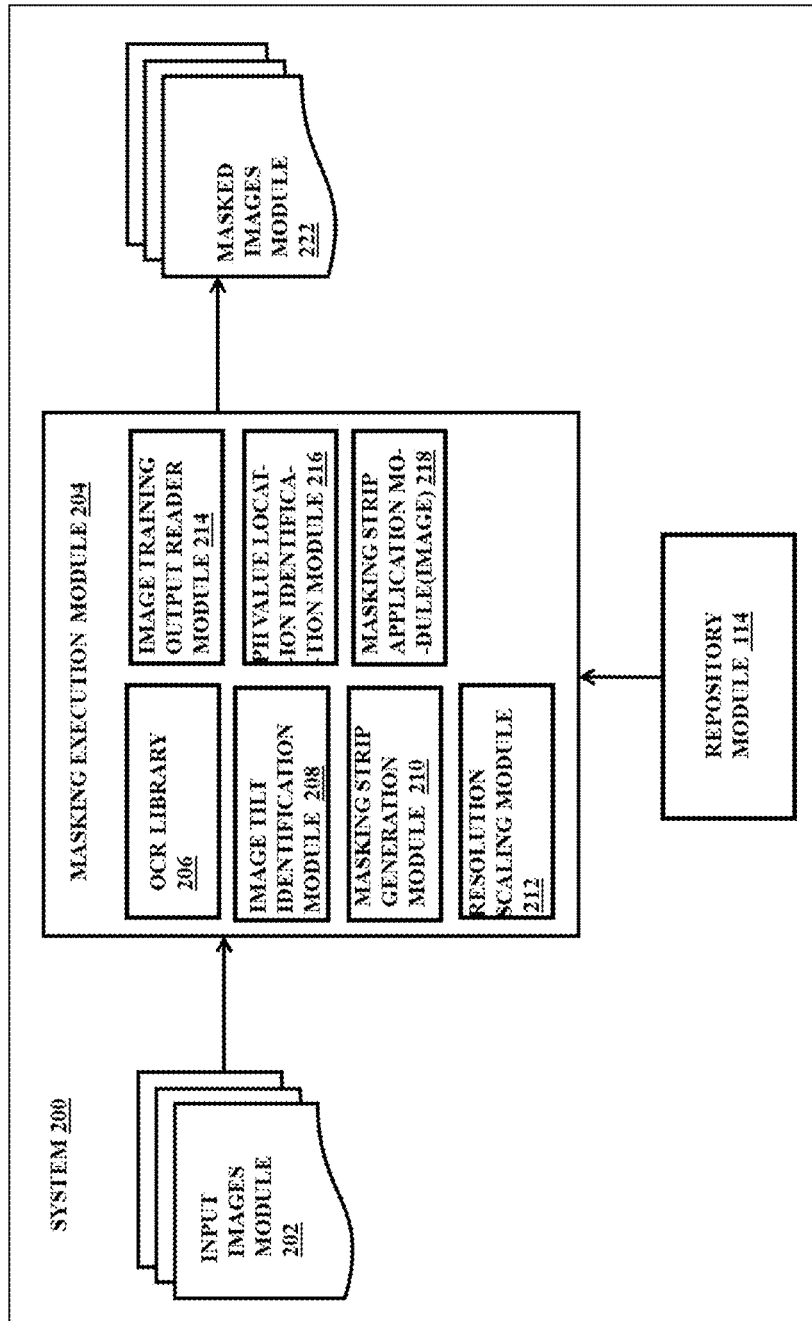 SYSTEM 200
INPUT
IMAGES
MODULE
202
MASKING EXECUTION MODULE 204
OCR LIBRARY
206
IMAGE TILT
IDENTIFICATION
MODULE 208
MASKING STRIP
GENERATION
MODULE 210
RESOLUTION
SCALING MODULE
212
IMAGE TRAINING
OUTPUT READER
MODULE 214
PII VALUE LOCAT-
-ION IDENTIFICA-
-TION MODULE 216
MASKING STRIP
APPLICATION MO-
-DULE(IMAGE) 218
REPOSITORY
MODULE 114
MASKED
IMAGES
MODULE
222